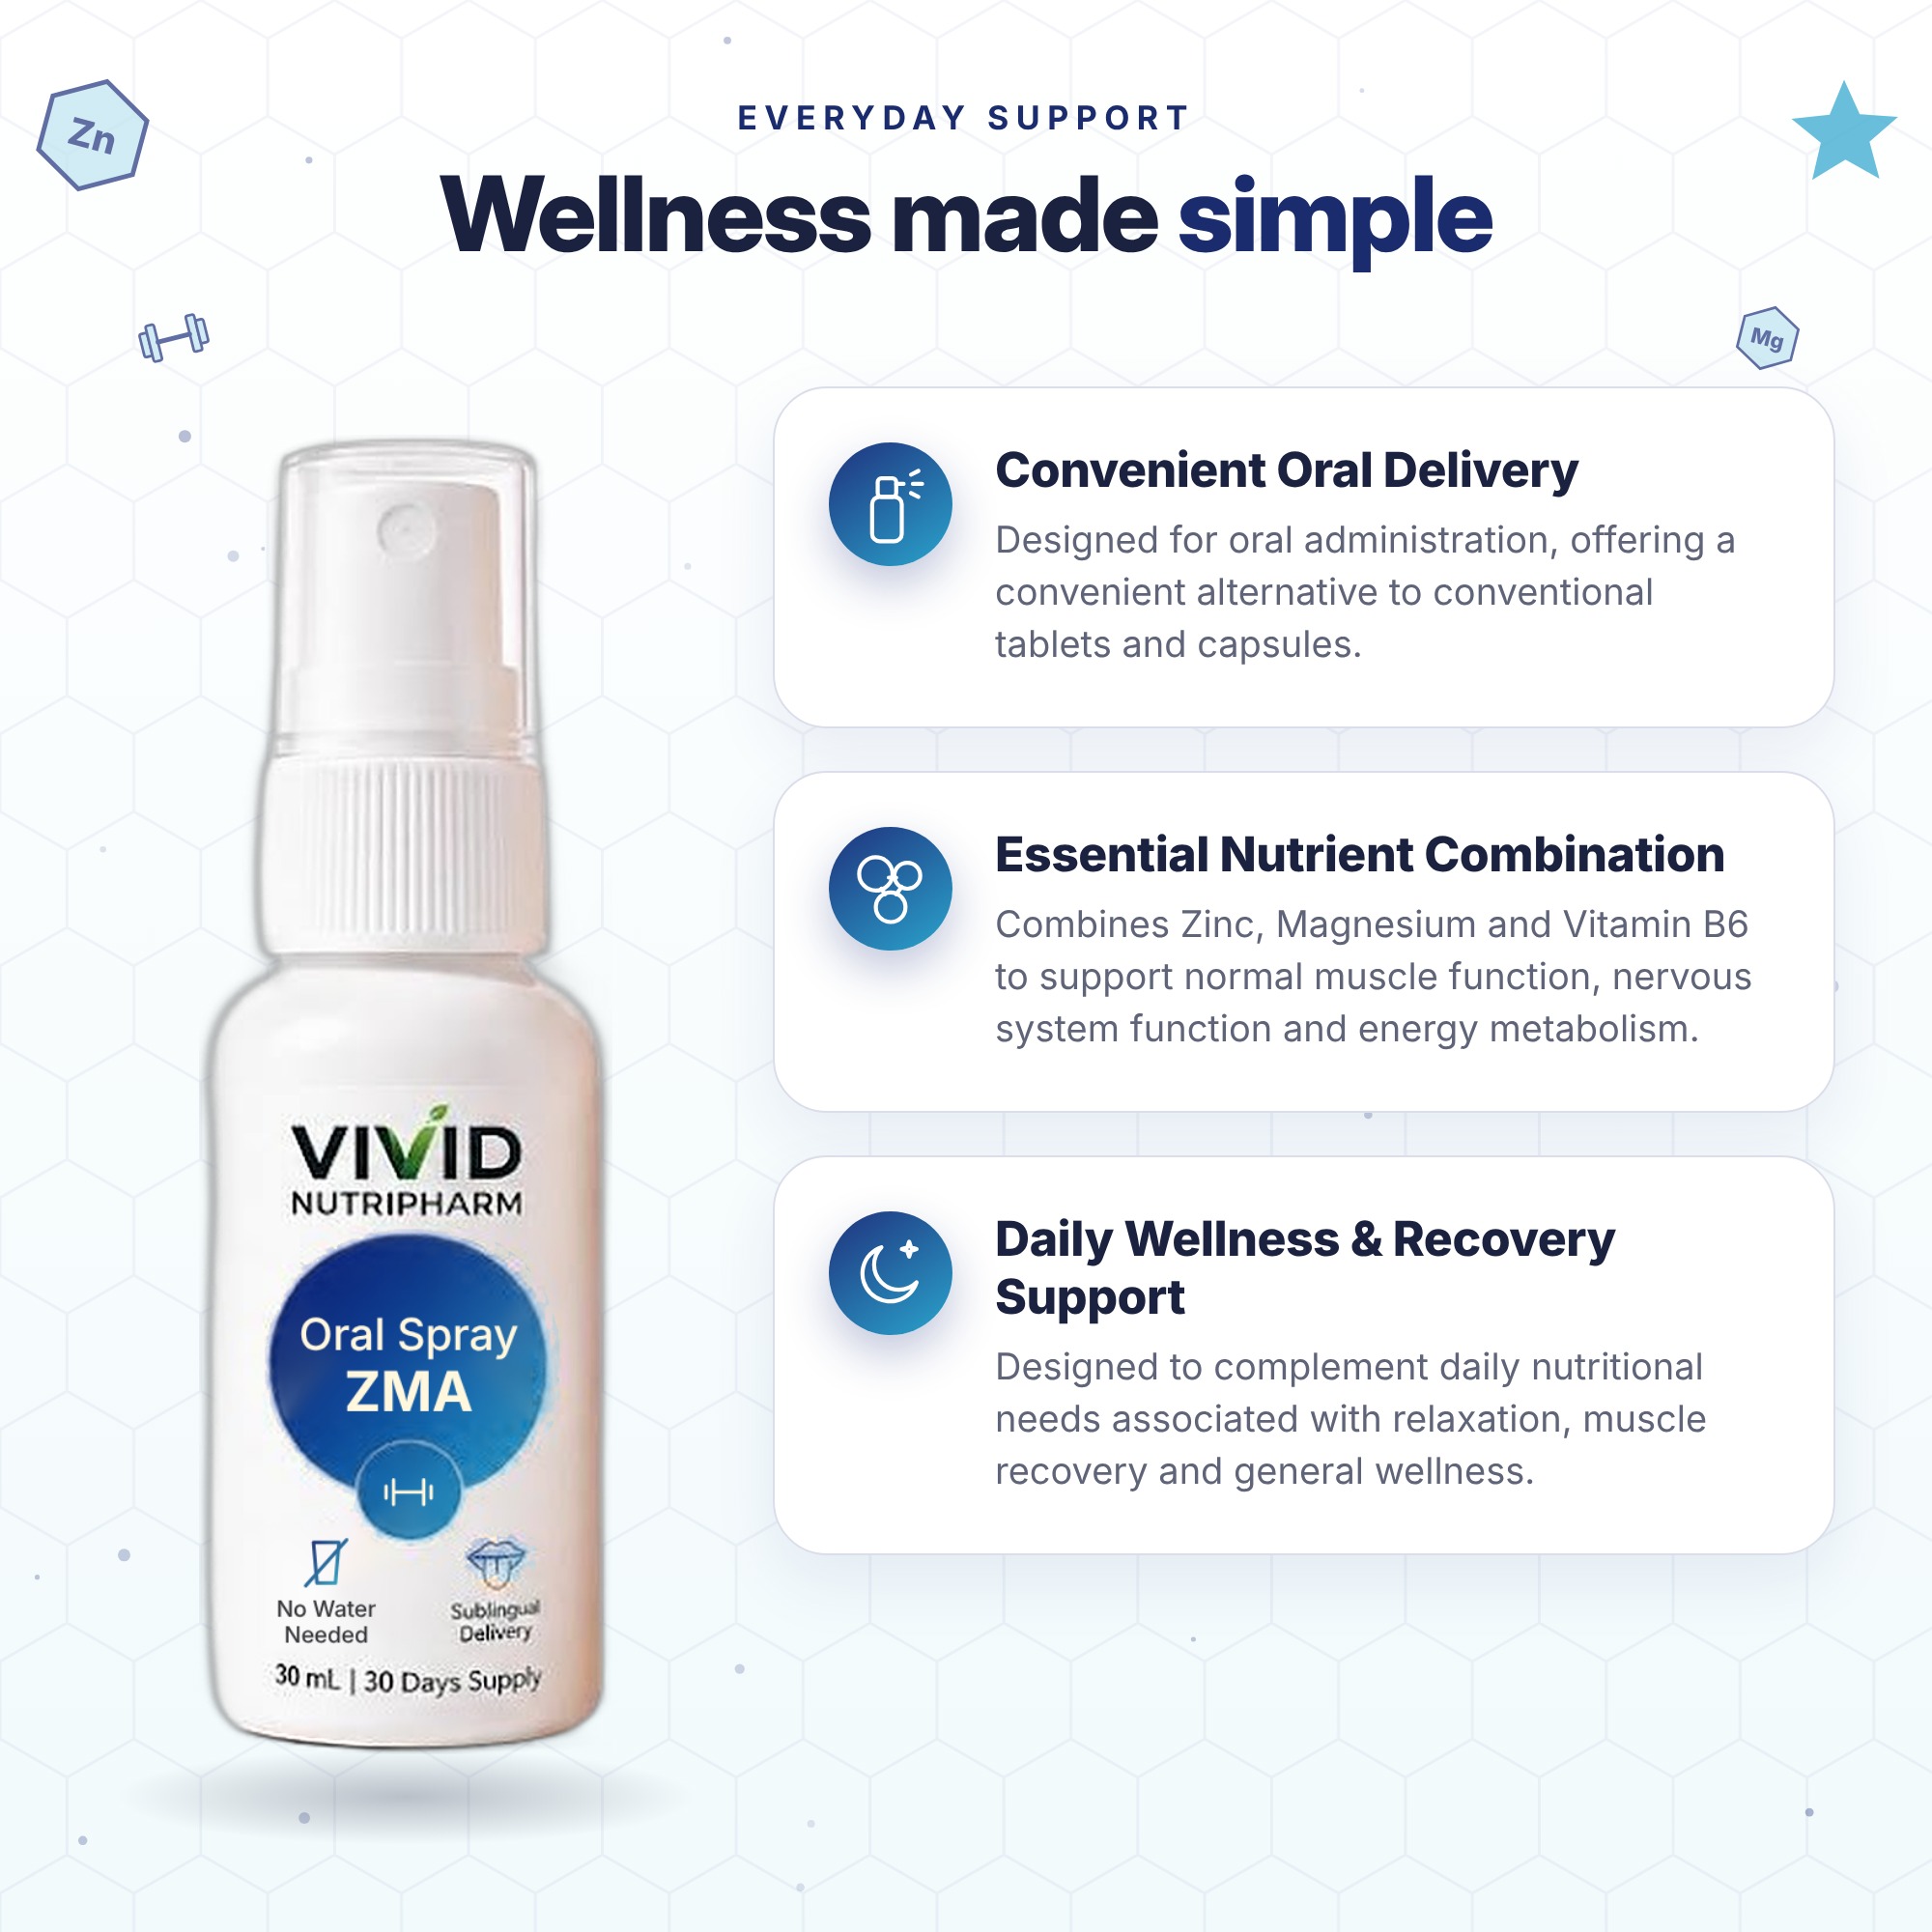 EVERYDAY SUPPORT
Wellness made simple
Zn
Mg
Convenient Oral Delivery
Designed for oral administration, offering a
convenient alternative to conventional
tablets and capsules.
Essential Nutrient Combination
Combines Zinc, Magnesium and Vitamin B6
to support normal muscle function, nervous
system function and energy metabolism.
Daily Wellness & Recovery
Support
Designed to complement daily nutritional
needs associated with relaxation, muscle
recovery and general wellness.
VIVID
NUTRIPHARM
Oral Spray
ZMA
No Water
Needed
Sublingual
Delivery
30 mL | 30 Days Supply